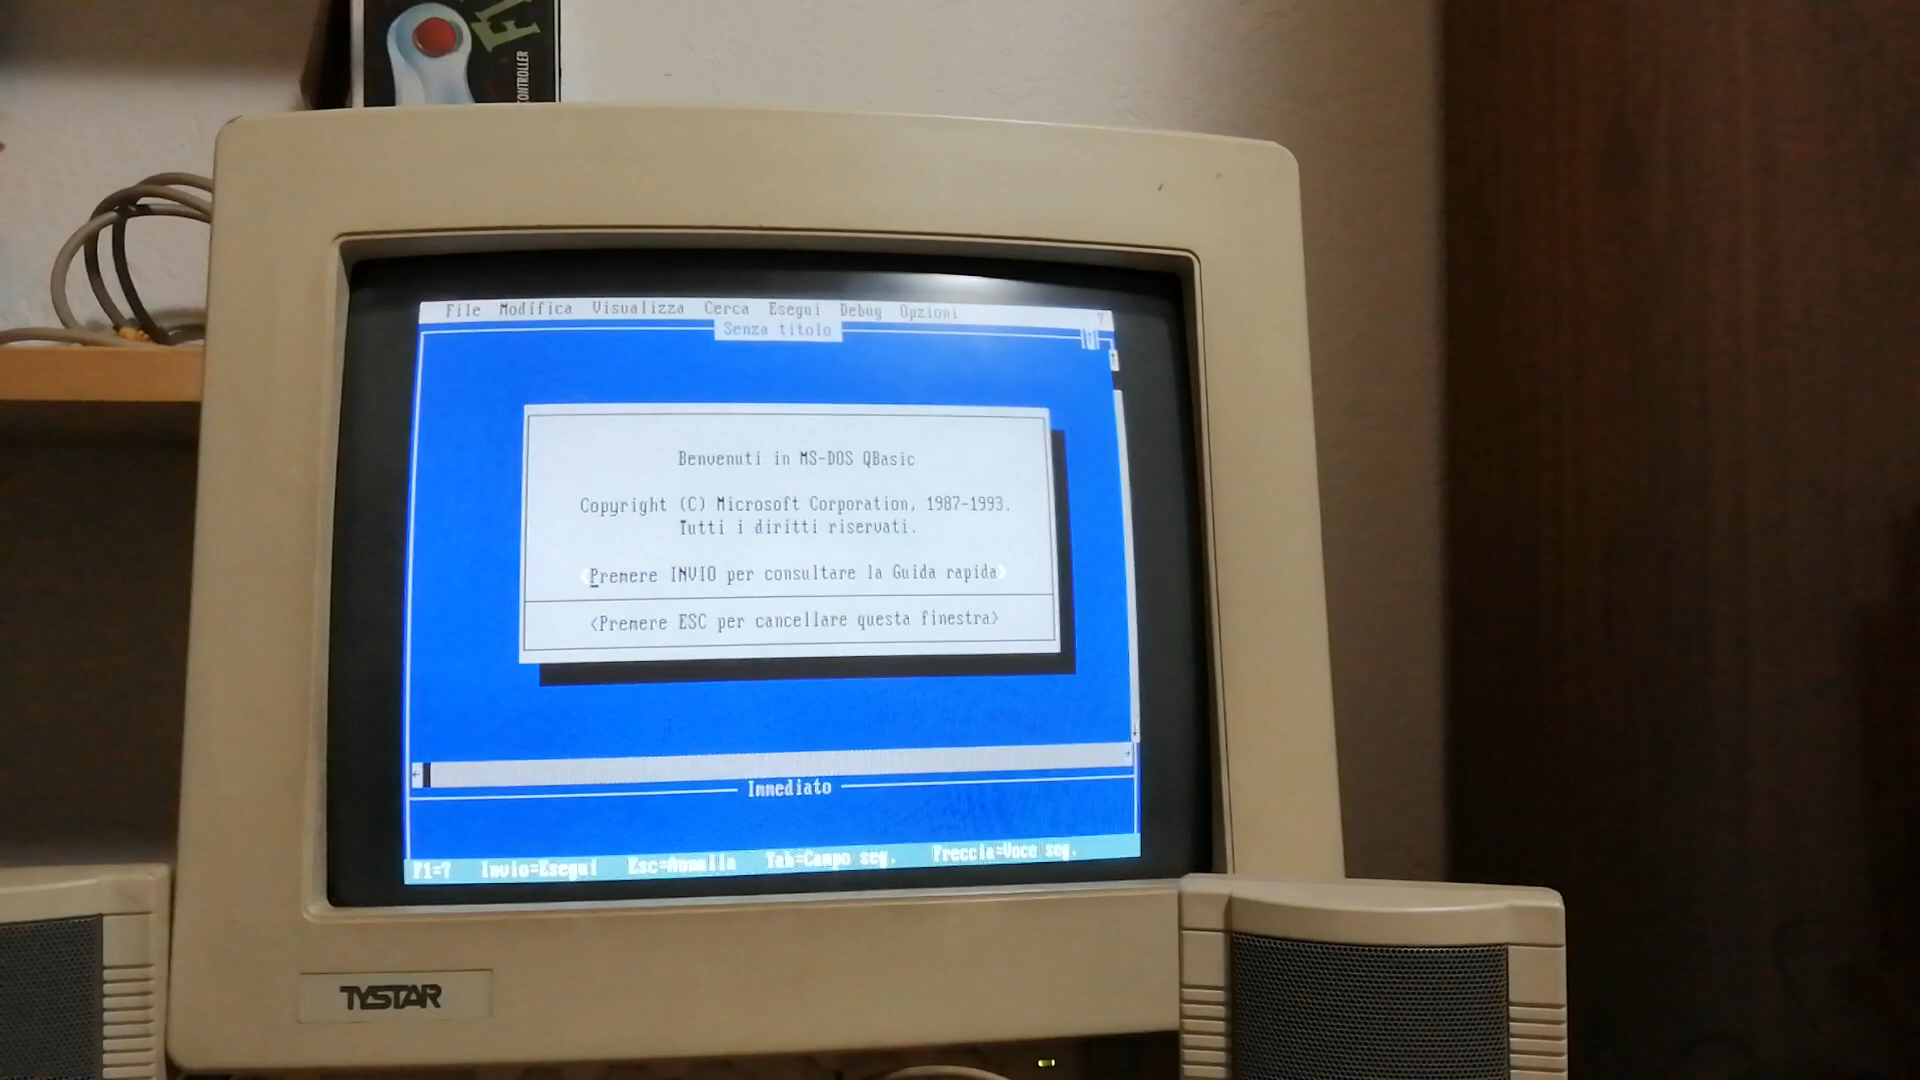 CONTROLLER
File Modifica Visualizza Cerca Esegui Debug Opzioni ?
Senza titolo
Benvenuti in MS-DOS QBasic
Copyright (C) Microsoft Corporation, 1987-1993.
Tutti i diritti riservati.
<Premere INVIO per consultare la Guida rapida>
<Premere ESC per cancellare questa finestra>
Immediato
F1=? Invio=Esegui Esc=Annulla Tab=Campo seg. Freccia=Voce seg.
TYSTAR